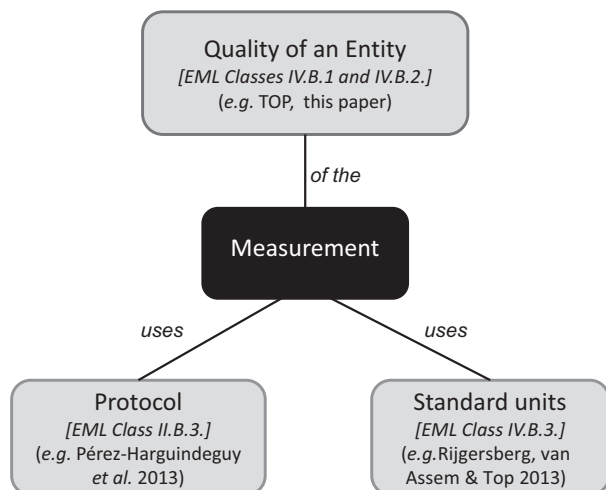 Quality of an Entity
[EML Classes IV.B.1 and IV.B.2.]
(e.g. TOP, this paper)
of the
Measurement
uses
uses
Protocol
[EML Class II.B.3.]
(e.g. Pérez-Harguindeguy
et al. 2013)
Standard units
[EML Class IV.B.3.]
(e.g.Rijgersberg, van
Assem & Top 2013)